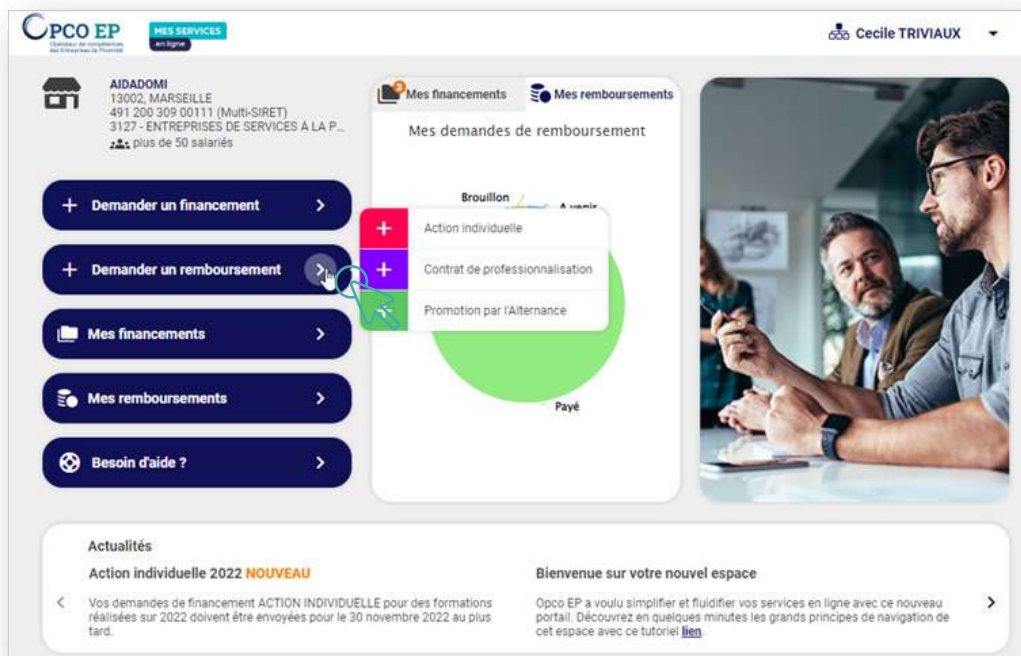 OPCO EP
Opérateur de compétences
des Entreprises de Proximité
MES SERVICES
en ligne
Cecile TRIVIAUX
AIDADOMI
13002, MARSEILLE
491 200 309 00111 (Multi-SIRET)
3127 - ENTREPRISES DE SERVICES À LA P...
plus de 50 salariés
+ Demander un financement
+ Demander un remboursement
Mes financements
Mes remboursements
Besoin d'aide ?
3
Mes financements
Mes remboursements
Mes demandes de remboursement
Brouillon
A venir
+ Action individuelle
+ Contrat de professionnalisation
+ Promotion par l'Alternance
Payé
Actualités
Action individuelle 2022 NOUVEAU
Vos demandes de financement ACTION INDIVIDUELLE pour des formations
réalisées sur 2022 doivent être envoyées pour le 30 novembre 2022 au plus
tard.
Bienvenue sur votre nouvel espace
Opco EP a voulu simplifier et fluidifier vos services en ligne avec ce nouveau
portail. Découvrez en quelques minutes les grands principes de navigation de
cet espace avec ce tutoriel lien.